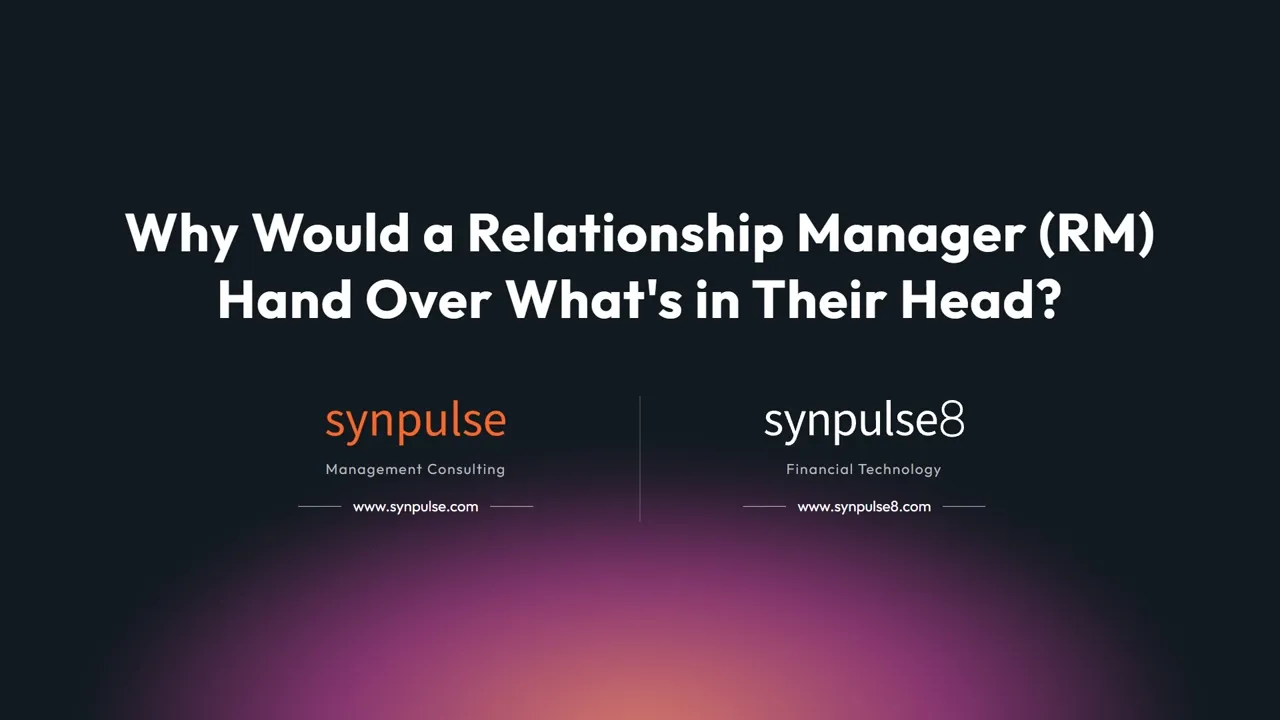 Why Would a Relationship Manager (RM)
Hand Over What's in Their Head?
synpulse
Management Consulting
www.synpulse.com
synpulse8
Financial Technology
www.synpulse8.com